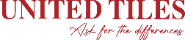 UNITED TILES
Ask for the differences